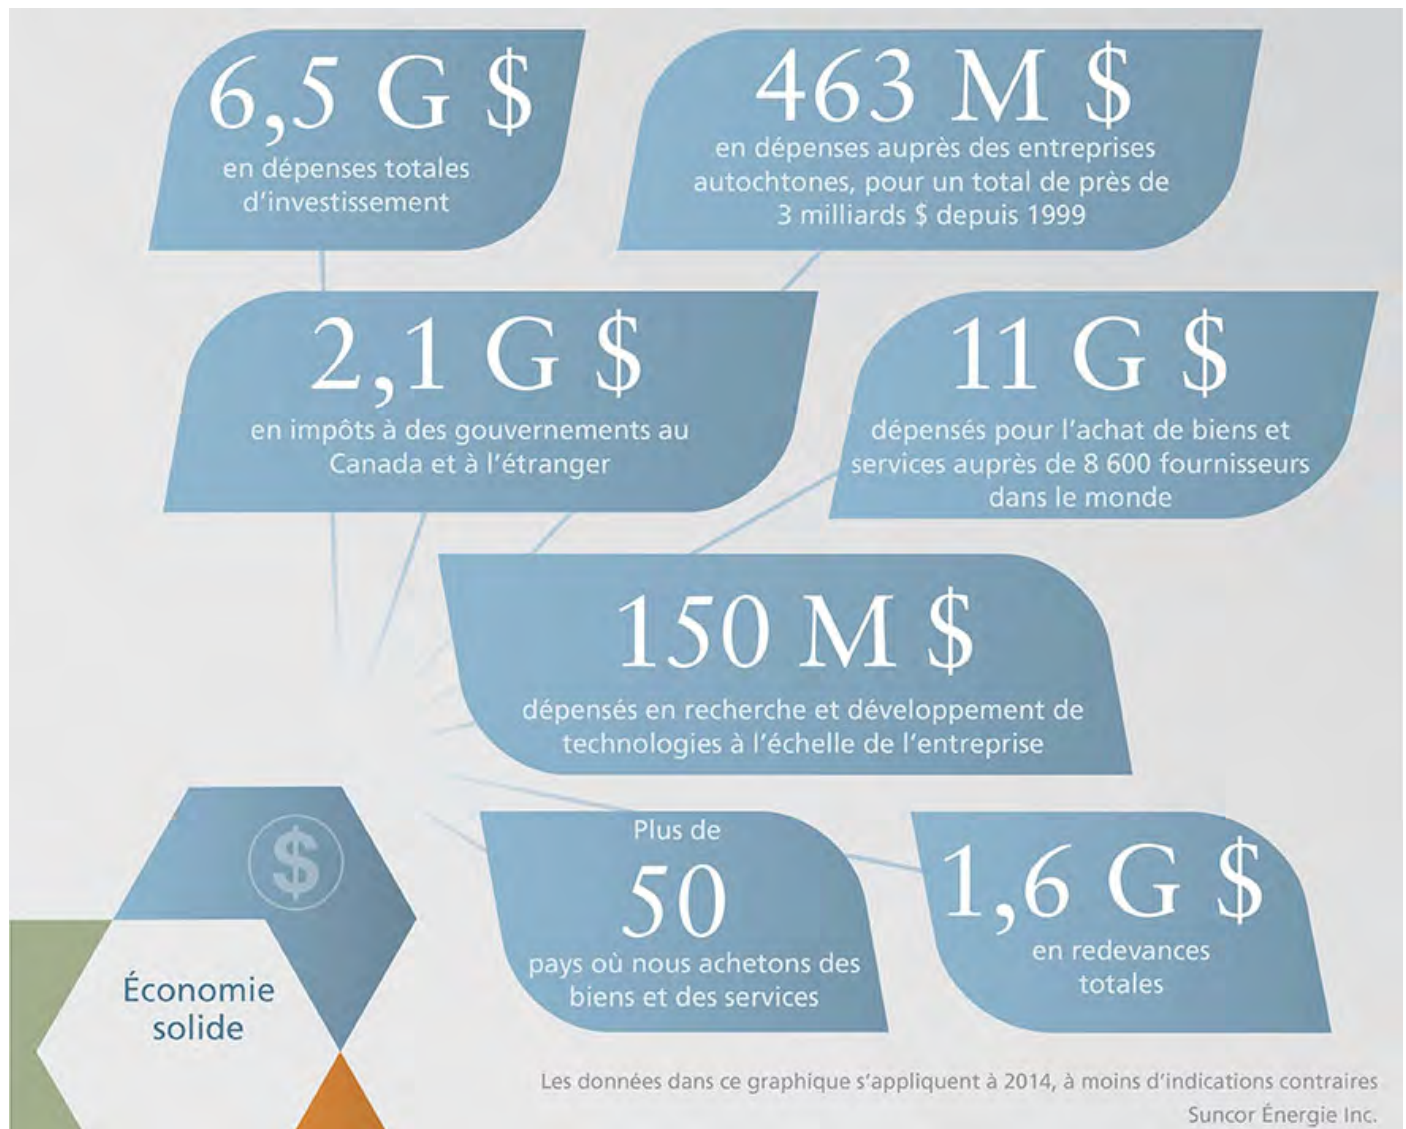 6,5 G $
en dépenses totales
d'investissement
463 M $
en dépenses auprès des entreprises
autochtones, pour un total de près de
3 milliards $ depuis 1999
2,1 G $
en impôts à des gouvernements au
Canada et à l'étranger
11 G $
dépensés pour l'achat de biens et
services auprès de 8 600 fournisseurs
dans le monde
150 M $
dépensés en recherche et développement de
technologies à l'échelle de l'entreprise
Plus de
50
pays où nous achetons des
biens et des services
1,6 G $
en redevances
totales
$
Économie
solide
Les données dans ce graphique s'appliquent à 2014, à moins d'indications contraires
Suncor Énergie Inc.